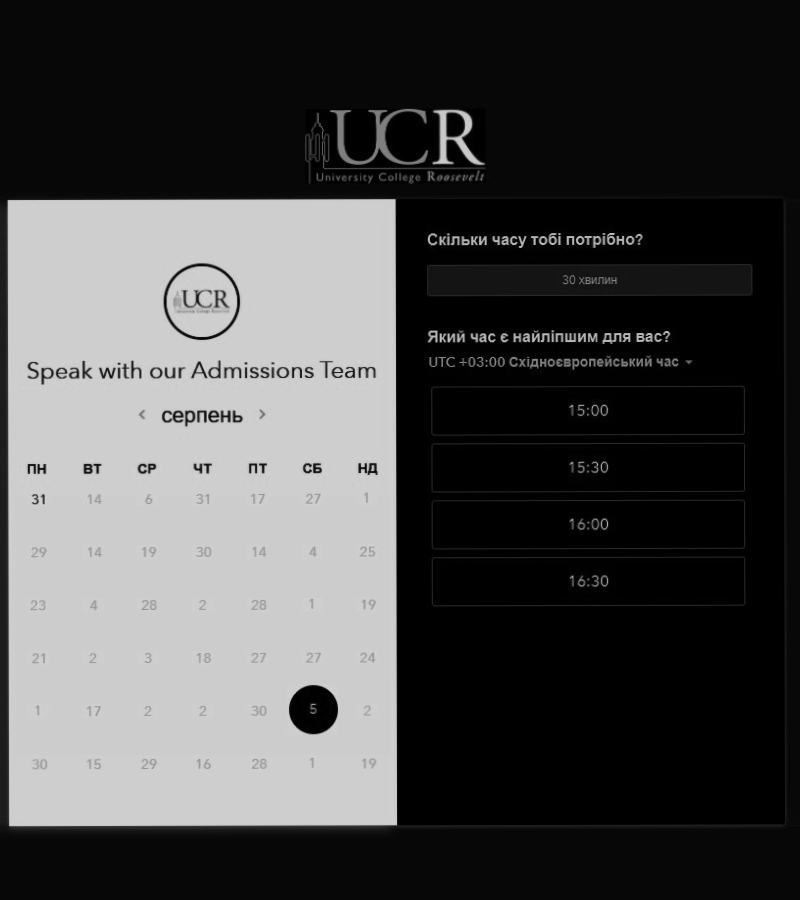 UCR
University College Roosevelt
UCR
University College Roosevelt
Speak with our Admissions Team
< серпень >
ПН ВТ СР ЧТ ПТ СБ НД
31 14 6 31 17 27 1
29 14 19 30 14 4 25
23 4 28 2 28 1 19
21 2 3 18 27 27 24
1 17 2 2 30 5 2
30 15 29 16 28 1 19
Скільки часу тобі потрібно?
30 хвилин
Який час є найліпшим для вас?
UTC +03:00 Східноєвропейський час
15:00
15:30
16:00
16:30